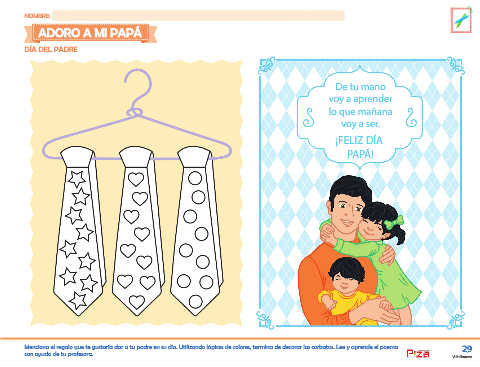 NOMBRE:
ADORO A MI PAPÁ
DÍA DEL PADRE
De tu mano
voy a aprender
lo que mañana
voy a ser.
¡FELIZ DÍA
PAPÁ!
Menciona el regalo que te gustaría dar a tu padre en su día. Utilizando lápices de colores, termina de decorar las corbatas. Lee y aprende el poema
con ayuda de tu profesora.
29